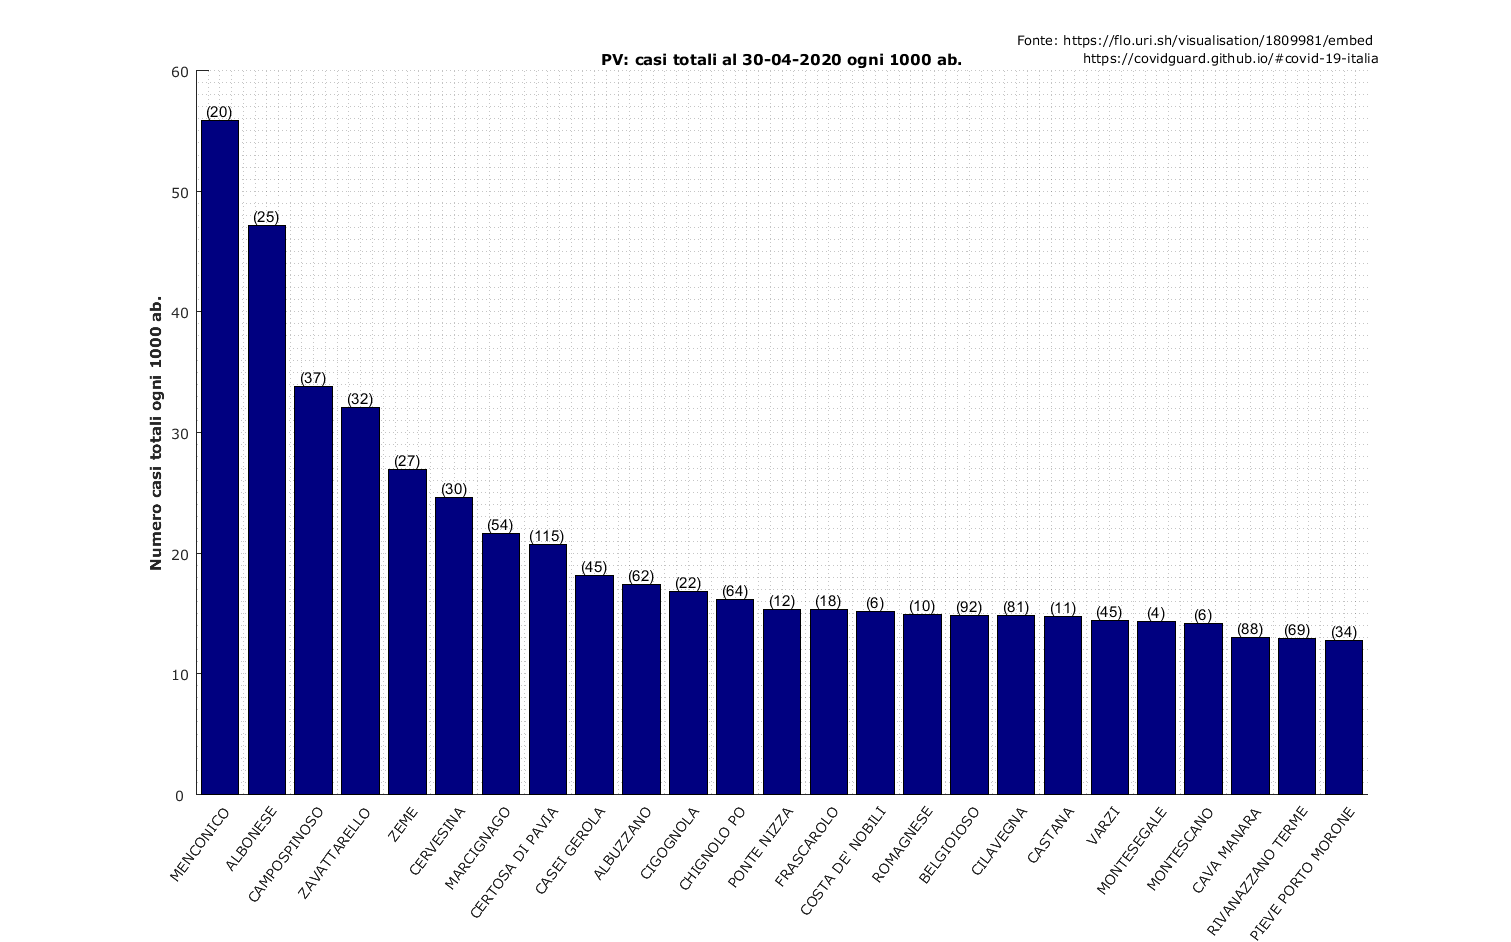 Fonte: https://flo.uri.sh/visualisation/1809981/embed
https://covidguard.github.io/#covid-19-italia
PV: casi totali al 30-04-2020 ogni 1000 ab.
Numero casi totali ogni 1000 ab.
60
50
40
30
20
10
0
(20)
(25)
(37)
(32)
(27)
(30)
(54)
(115)
(45)
(62)
(22)
(64)
(12)
(18)
(6)
(10)
(92)
(81)
(11)
(45)
(4)
(6)
(88)
(69)
(34)
MENCONICO
ALBONESE
CAMPOSPINOSO
ZAVATTARELLO
ZEME
CERVESINA
MARCIGNAGO
CERTOSA DI PAVIA
CASEI GEROLA
ALBUZZANO
CIGOGNOLA
CHIGNOLO PO
PONTE NIZZA
FRASCAROLO
COSTA DE' NOBILI
ROMAGNESE
BELGIOIOSO
CILAVEGNA
CASTANA
VARZI
MONTESEGALE
MONTESCANO
CAVA MANARA
RIVANAZZANO TERME
PIEVE PORTO MORONE